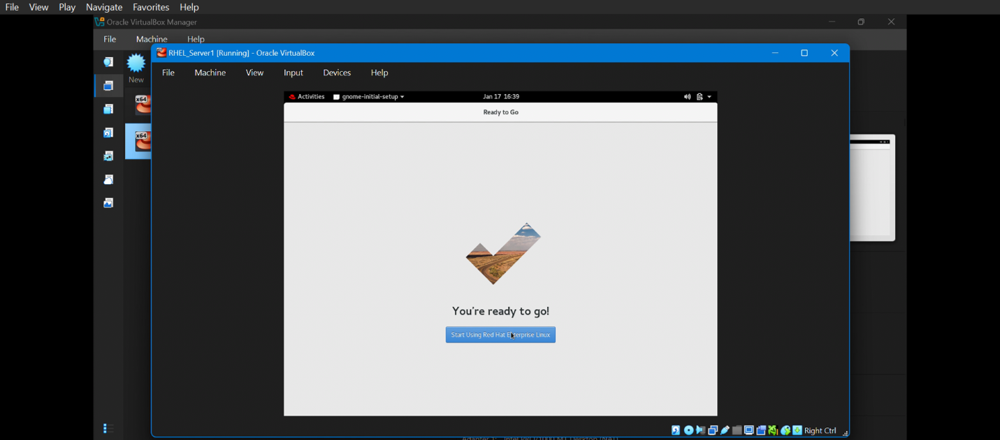 File View Play Navigate Favorites Help
Oracle VirtualBox Manager
File Machine Help
RHEL_Server1 [Running] - Oracle VirtualBox
New
File Machine View Input Devices Help
x64
x64
Activities gnome-initial-setup Jan 17 16:39
Ready to Go
You're ready to go!
Start Using Red Hat Enterprise Linux
Right Ctrl